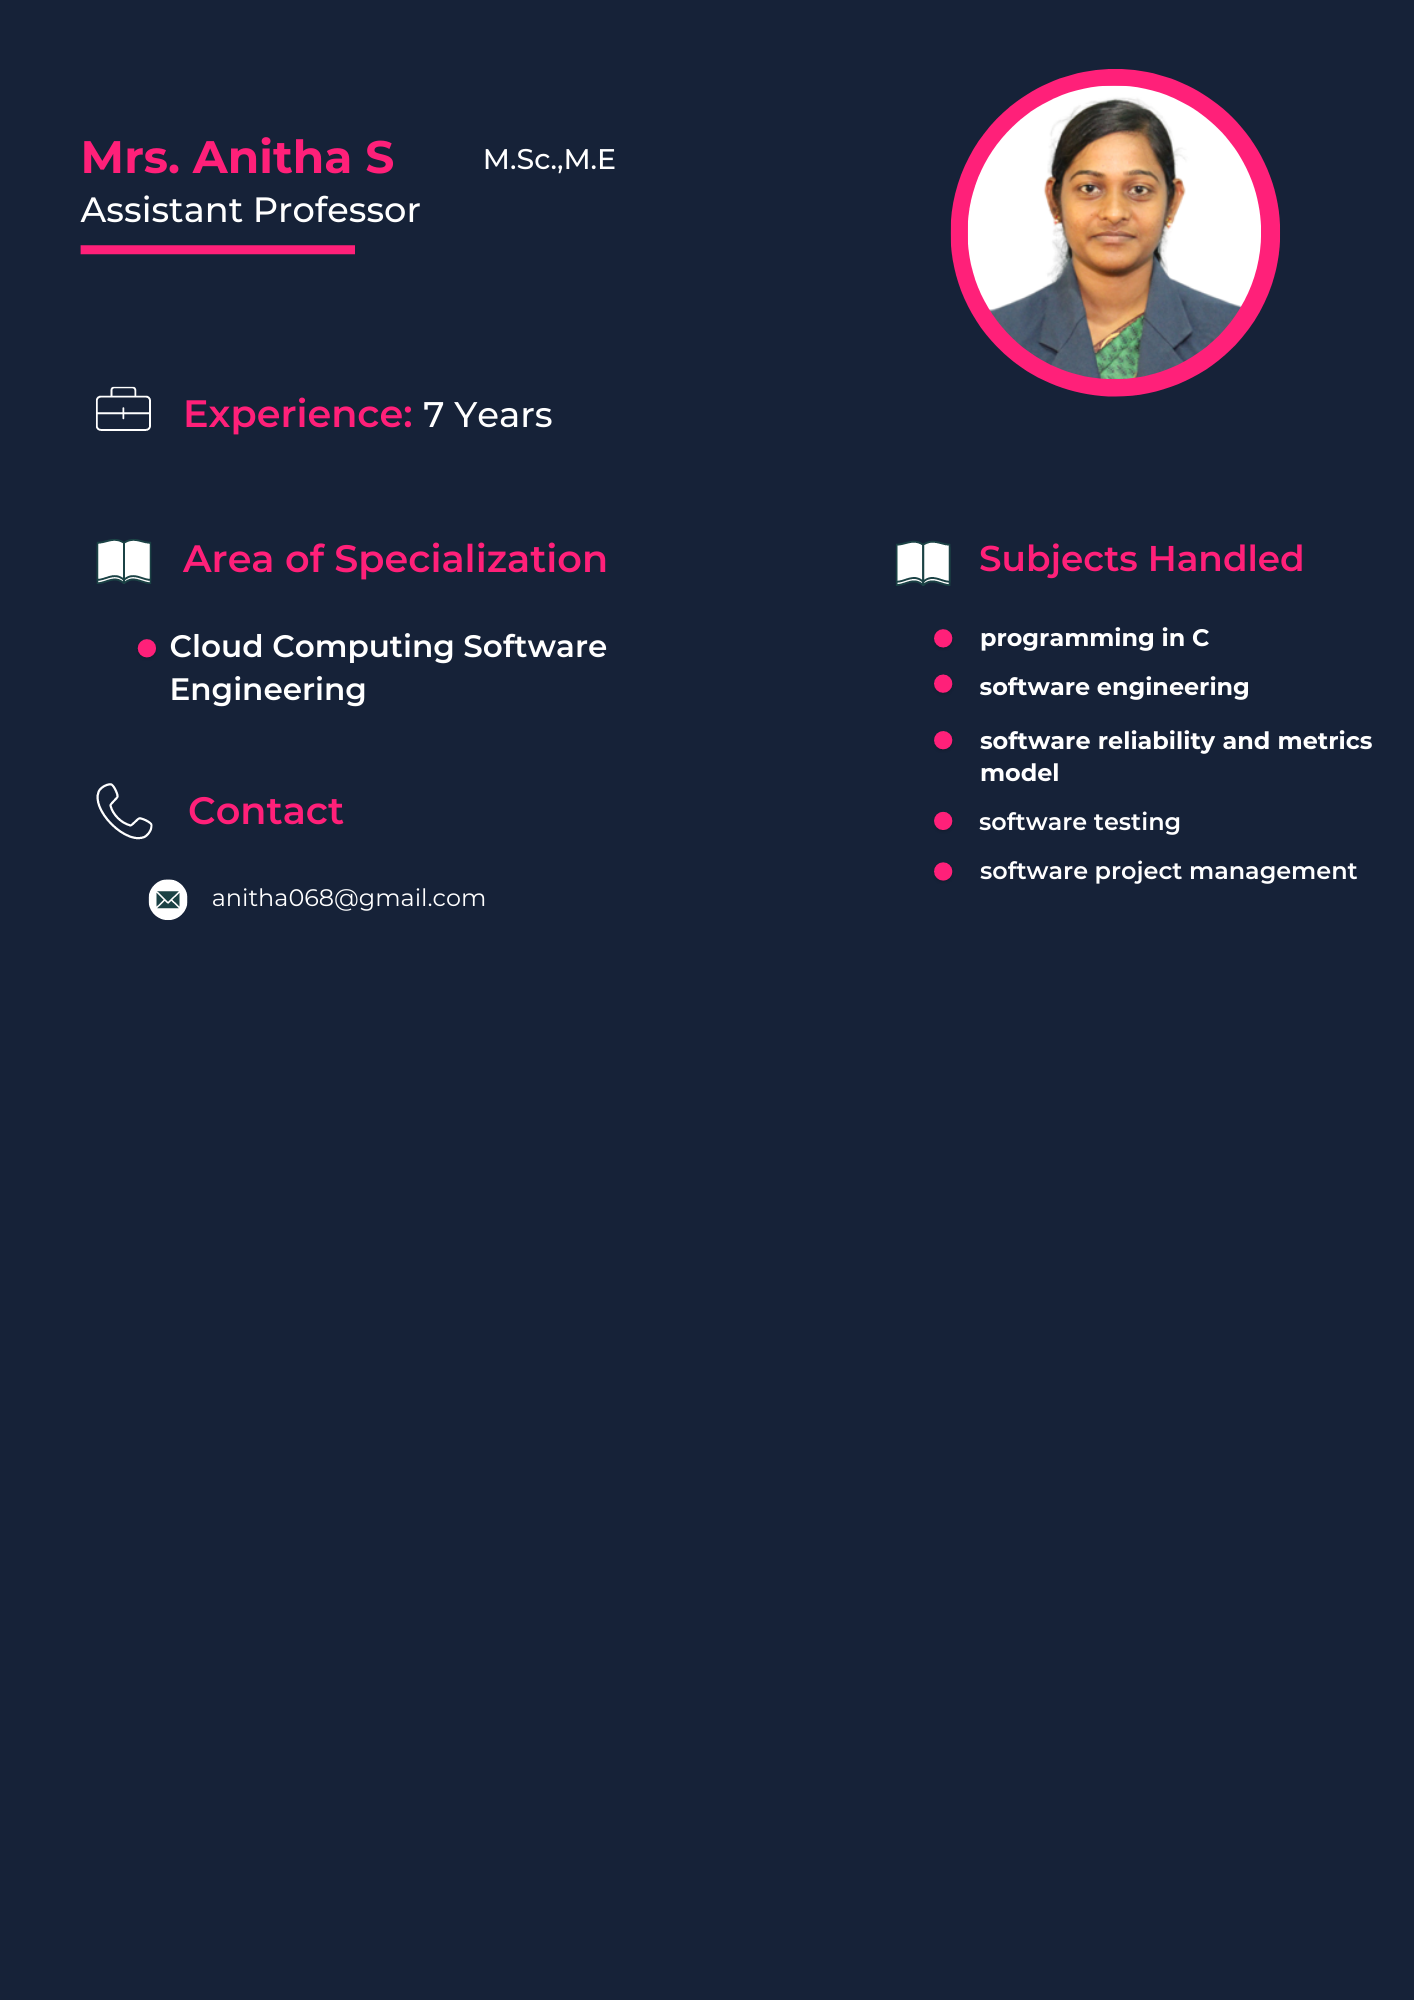 Mrs. Anitha S
M.Sc.,M.E
Assistant Professor
Experience: 7 Years
Area of Specialization
Cloud Computing Software
Engineering
Contact
anitha068@gmail.com
Subjects Handled
programming in C
software engineering
software reliability and metrics
model
software testing
software project management